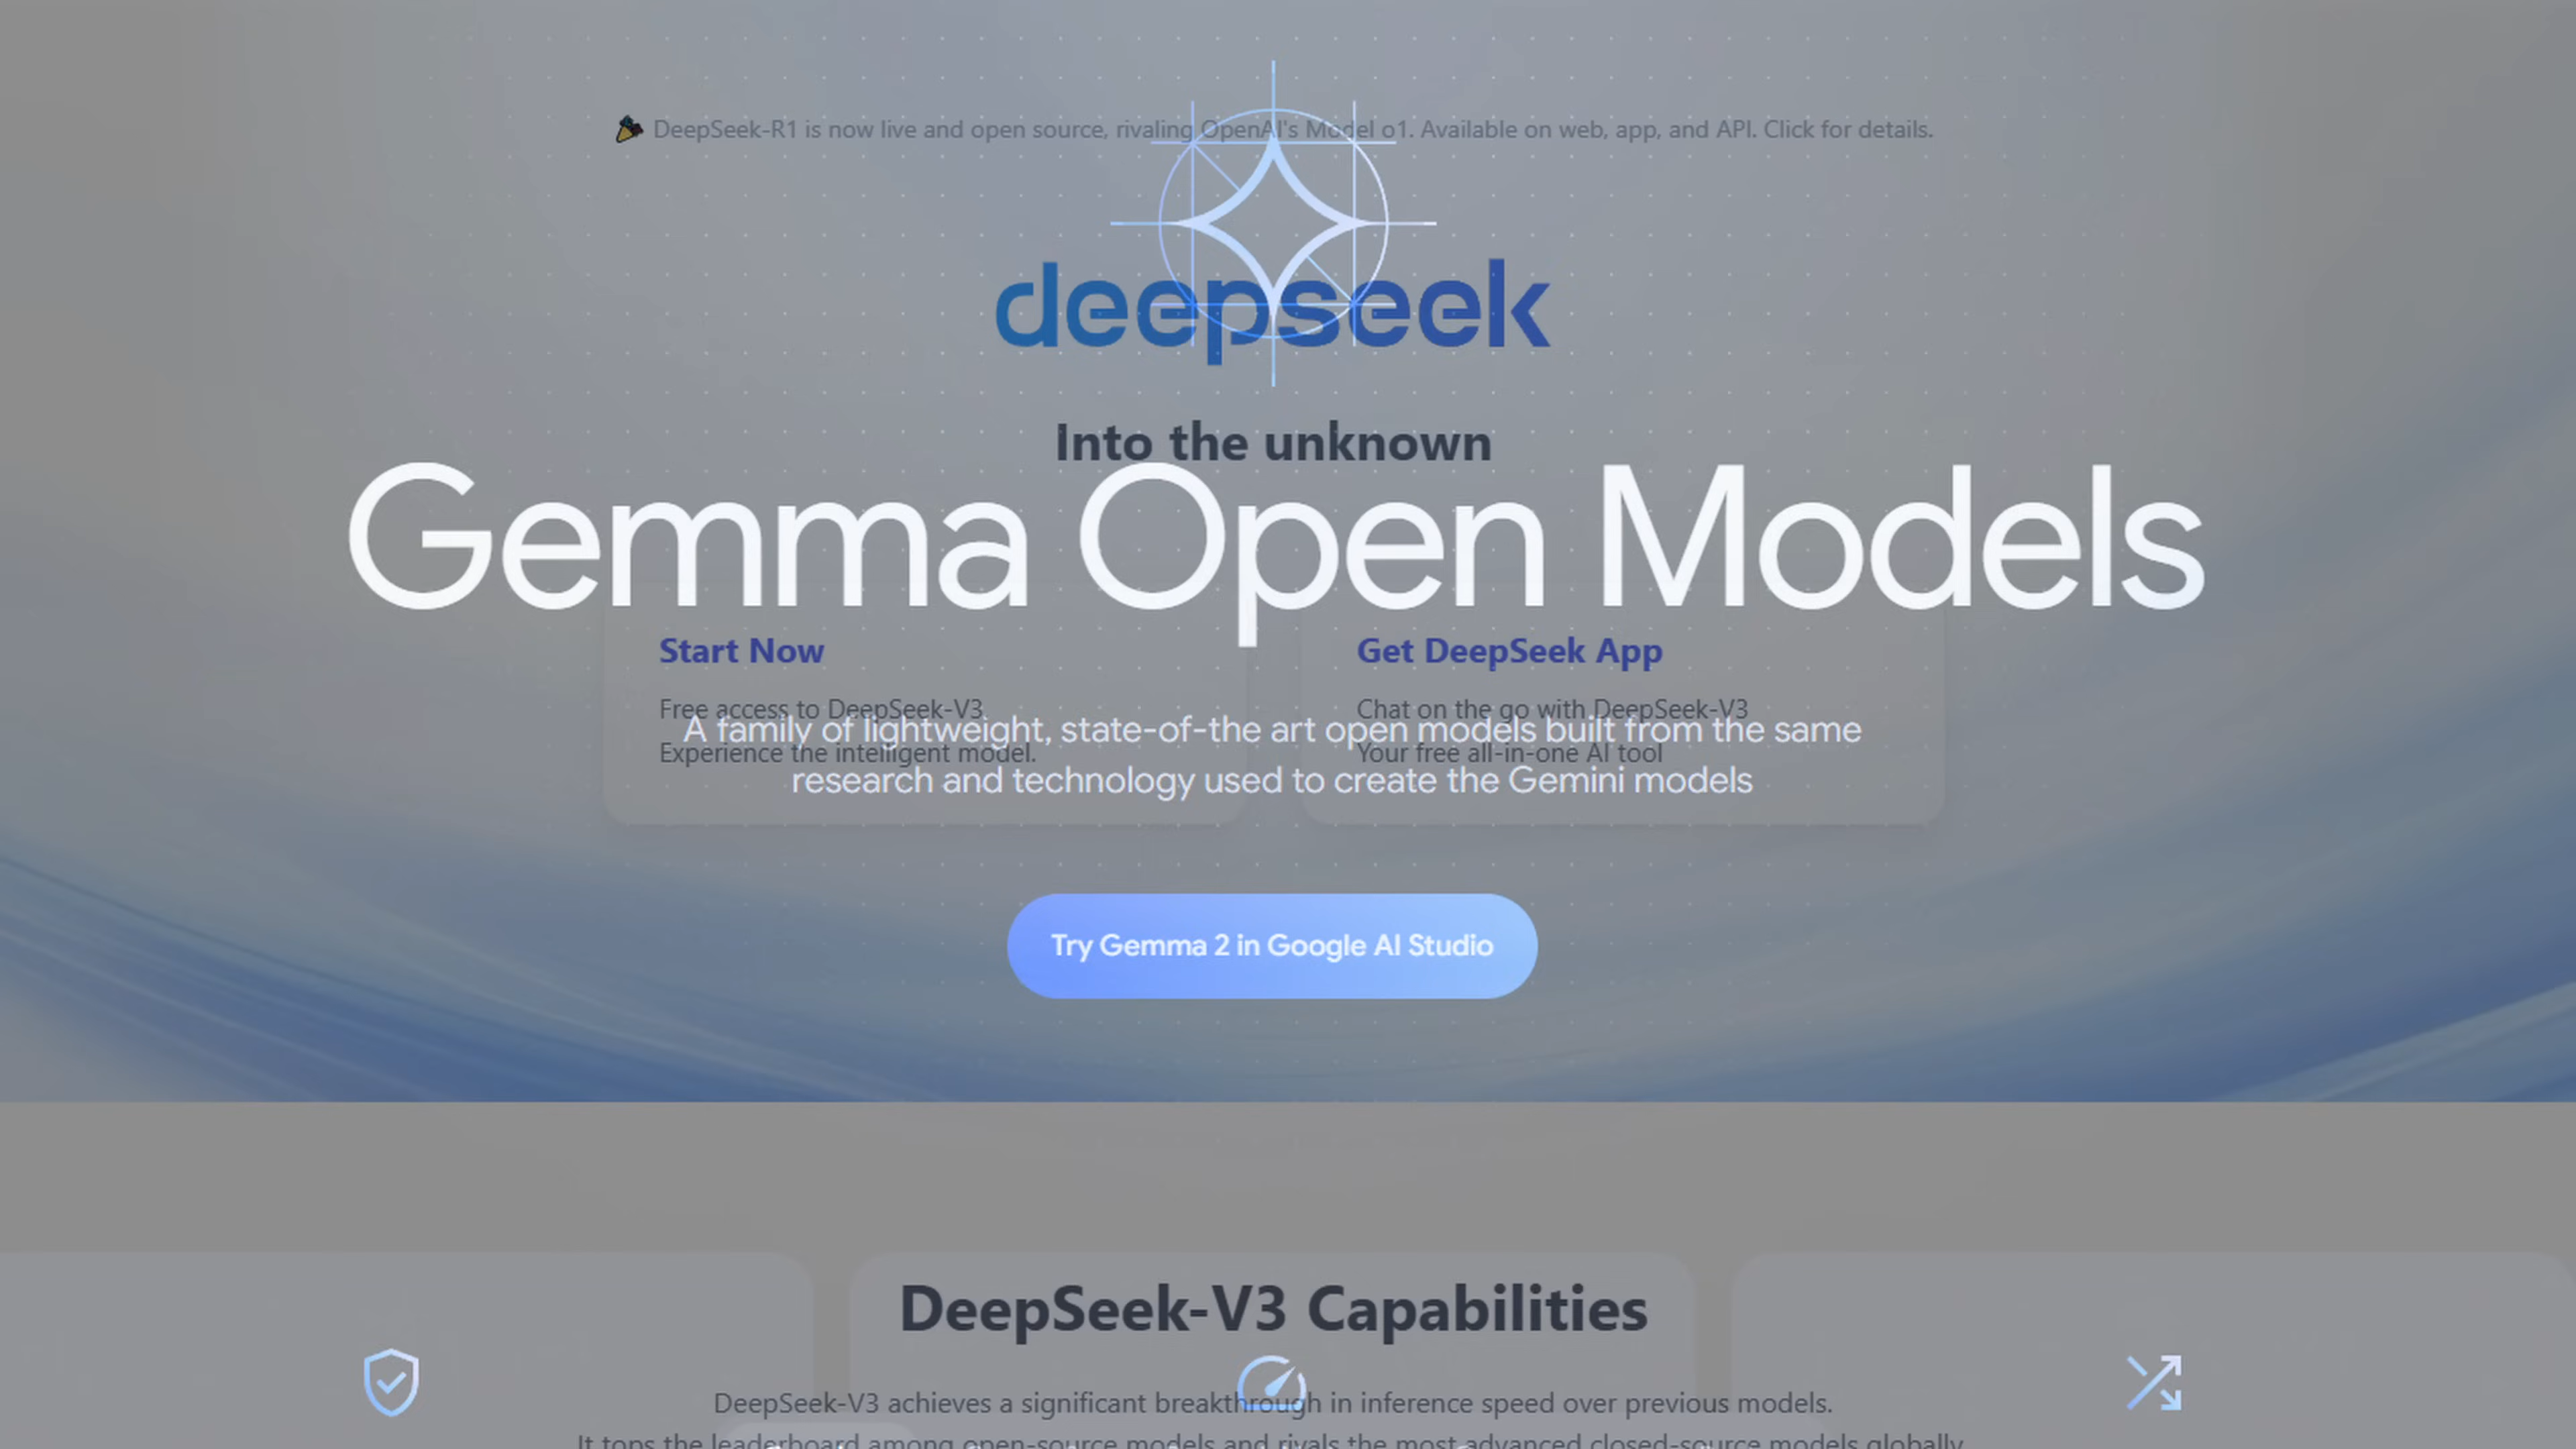 DeepSeek-R1 is now live and open source, rivaling OpenAI's Model o1. Available on web, app, and API. Click for details.
deepseek
Into the unknown
Gemma Open Models
Start Now
Get DeepSeek App
Free access to DeepSeek-V3.
Chat on the go with DeepSeek-V3
A family of lightweight, state-of-the art open models built from the same
Experience the intelligent model.
Your free all-in-one AI tool
research and technology used to create the Gemini models
Try Gemma 2 in Google AI Studio
DeepSeek-V3 Capabilities
DeepSeek-V3 achieves a significant breakthrough in inference speed over previous models.
It tops the leaderboard among open-source models and rivals the most advanced closed-source models globally.